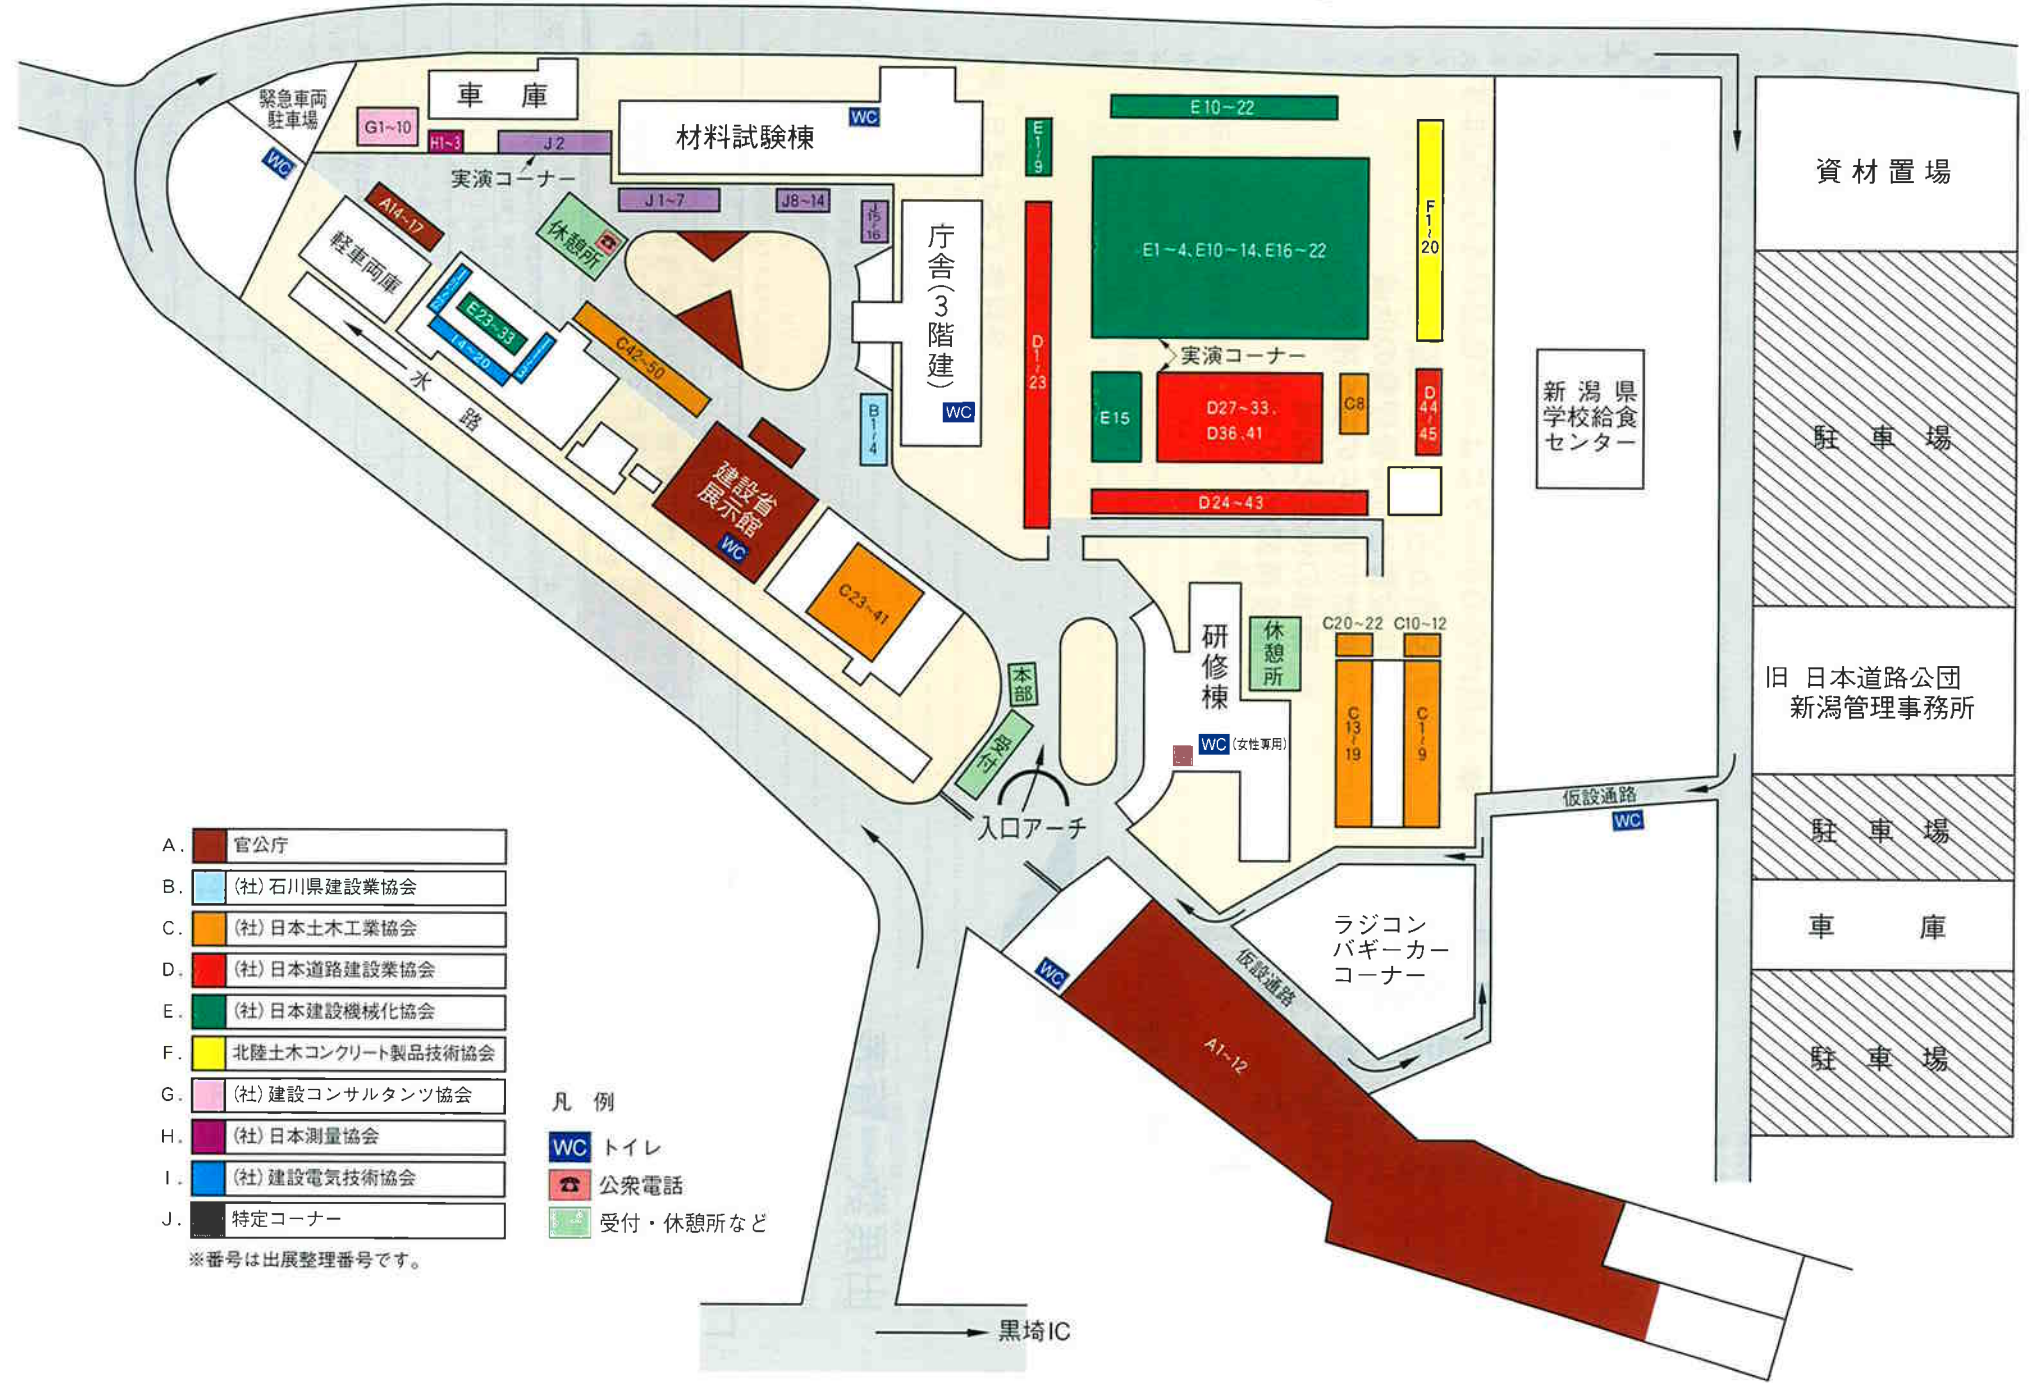 緊急車両
駐車場
WC
G1~10
車 庫
H1~3
J2
実演コーナー
材料試験棟
WC
J1~7
J8~14
J15~16
A14~17
軽車両庫
休憩所
E23~33
I4~20
C42~50
水路
庁舎(3階建)
WC
B1~4
建設省
展示館
WC
C23~41
E1~9
E10~22
D1~23
E1~4、E10~14、E16~22
F1~20
実演コーナー
E15
D27~33.
D36.41
C8
D44~45
D24~43
新潟県
学校給食
センター
資材置場
駐車場
旧 日本道路公団
新潟管理事務所
駐車場
車 庫
駐車場
研修棟
休憩所
C20~22
C10~12
C13~19
C1~9
WC
(女性専用)
本部
受付
入口アーチ
仮設通路
WC
ラジコン
バギーカー
コーナー
仮設通路
WC
A1~12
A. 官公庁
B. (社)石川県建設業協会
C. (社)日本土木工業協会
D. (社)日本道路建設業協会
E. (社)日本建設機械化協会
F. 北陸土木コンクリート製品技術協会
G. (社)建設コンサルタンツ協会
H. (社)日本測量協会
I. (社)建設電気技術協会
J. 特定コーナー
※番号は出展整理番号です。
凡 例
WC トイレ
☎ 公衆電話
受付・休憩所など
黒埼IC